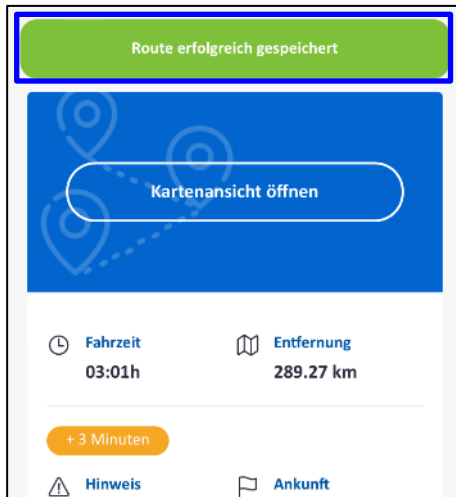 Route erfolgreich gespeichert
Kartenansicht öffnen
Fahrzeit
Entfernung
03:01h
289.27 km
+ 3 Minuten
Hinweis
Ankunft